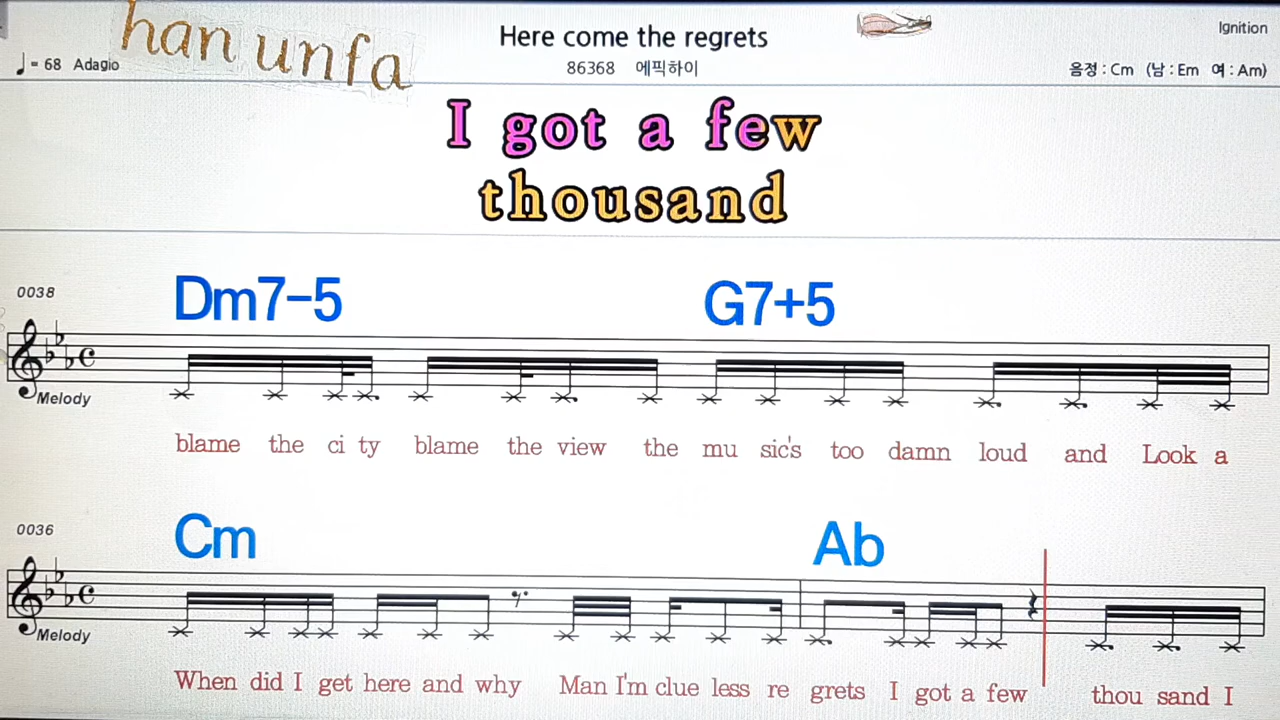 han unfa
Here come the regrets
Ignition
= 68 Adagio
86368 에픽하이
음정 : Cm (남 : Em 여 : Am)
I got a few
thousand
0038
Dm7-5 G7+5
Melody
blame the ci ty blame the view the mu sic's too damn loud and Look a
0036
Cm Ab
Melody
When did I get here and why Man I'm clue less re grets I got a few thou sand I